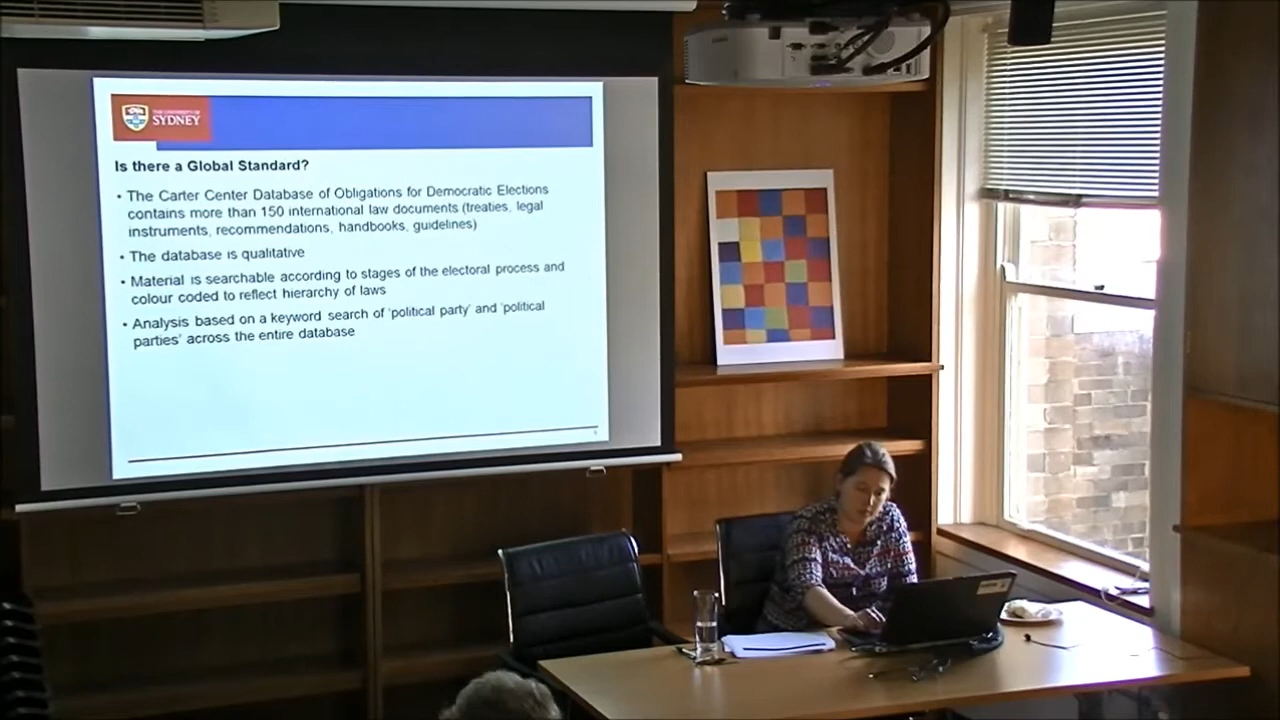 THE UNIVERSITY OF
SYDNEY
Is there a Global Standard?
• The Carter Center Database of Obligations for Democratic Elections
contains more than 150 international law documents (treaties, legal
instruments, recommendations, handbooks, guidelines)
• The database is qualitative
• Material is searchable according to stages of the electoral process and
colour coded to reflect hierarchy of laws
• Analysis based on a keyword search of 'political party' and 'political
parties' across the entire database